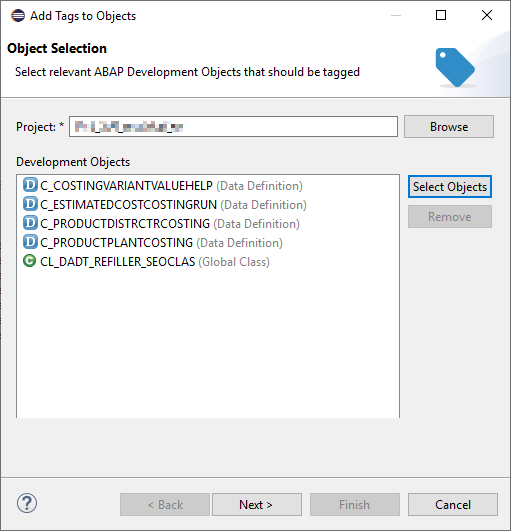 Add Tags to Objects
Object Selection
Select relevant ABAP Development Objects that should be tagged
Project: *
Browse
Development Objects
C_COSTINGVARIANTVALUEHELP (Data Definition)
Select Objects
C_ESTIMATEDCOSTCOSTINGRUN (Data Definition)
Remove
C_PRODUCTDISTRCTRCOSTING (Data Definition)
C_PRODUCTPLANTCOSTING (Data Definition)
CL_DADT_REFILLER_SEOCLAS (Global Class)
< Back
Next >
Finish
Cancel